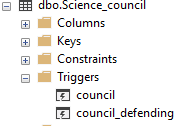 dbo.Science_council
Columns
Keys
Constraints
Triggers
council
council_defending